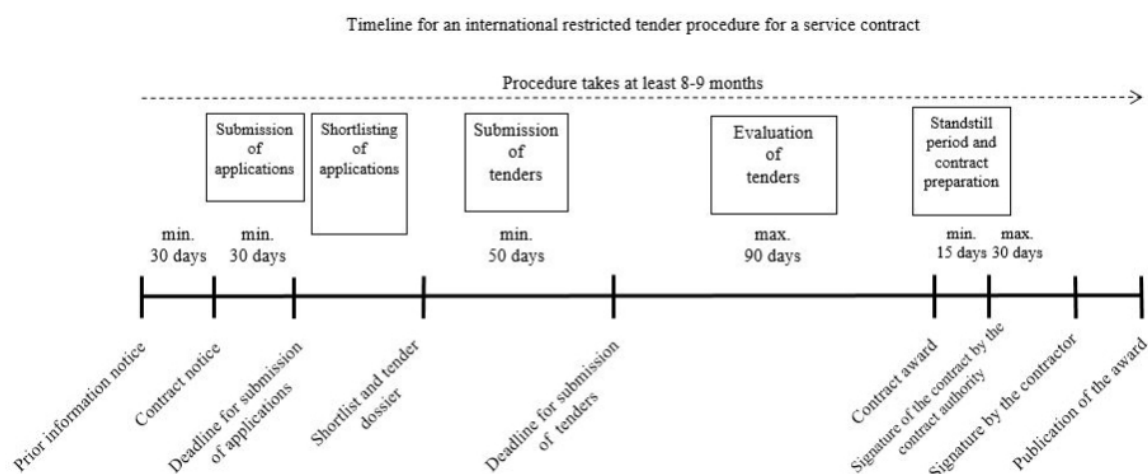 Timeline for an international restricted tender procedure for a service contract
Procedure takes at least 8-9 months
Submission
of
applications
Shortlisting
of
applications
Submission
of
tenders
Evaluation
of
tenders
Standstill
period and
contract
preparation
min.
30 days
min.
30 days
min.
50 days
max.
90 days
min.
15 days
max.
30 days
Prior information notice
Contract notice
Deadline for submission
of applications
Shortlist and tender
dossier
Deadline for submission
of tenders
Contract award
Signature of the contract by the
contract authority
Signature by the contractor
Publication of the award